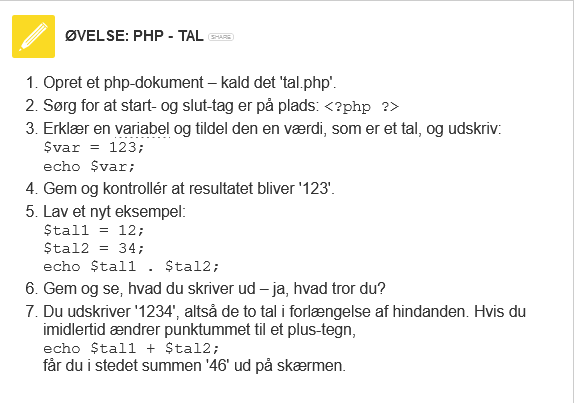 ØVELSE: PHP - TAL SHARE
1. Opret et php-dokument – kald det 'tal.php'.
2. Sørg for at start- og slut-tag er på plads: <?php ?>
3. Erklær en variabel og tildel den en værdi, som er et tal, og udskriv:
$var = 123;
echo $var;
4. Gem og kontrollér at resultatet bliver '123'.
5. Lav et nyt eksempel:
$tal1 = 12;
$tal2 = 34;
echo $tal1 . $tal2;
6. Gem og se, hvad du skriver ud – ja, hvad tror du?
7. Du udskriver '1234', altså de to tal i forlængelse af hindanden. Hvis du
imidlertid ændrer punktummet til et plus-tegn,
echo $tal1 + $tal2;
får du i stedet summen '46' ud på skærmen.